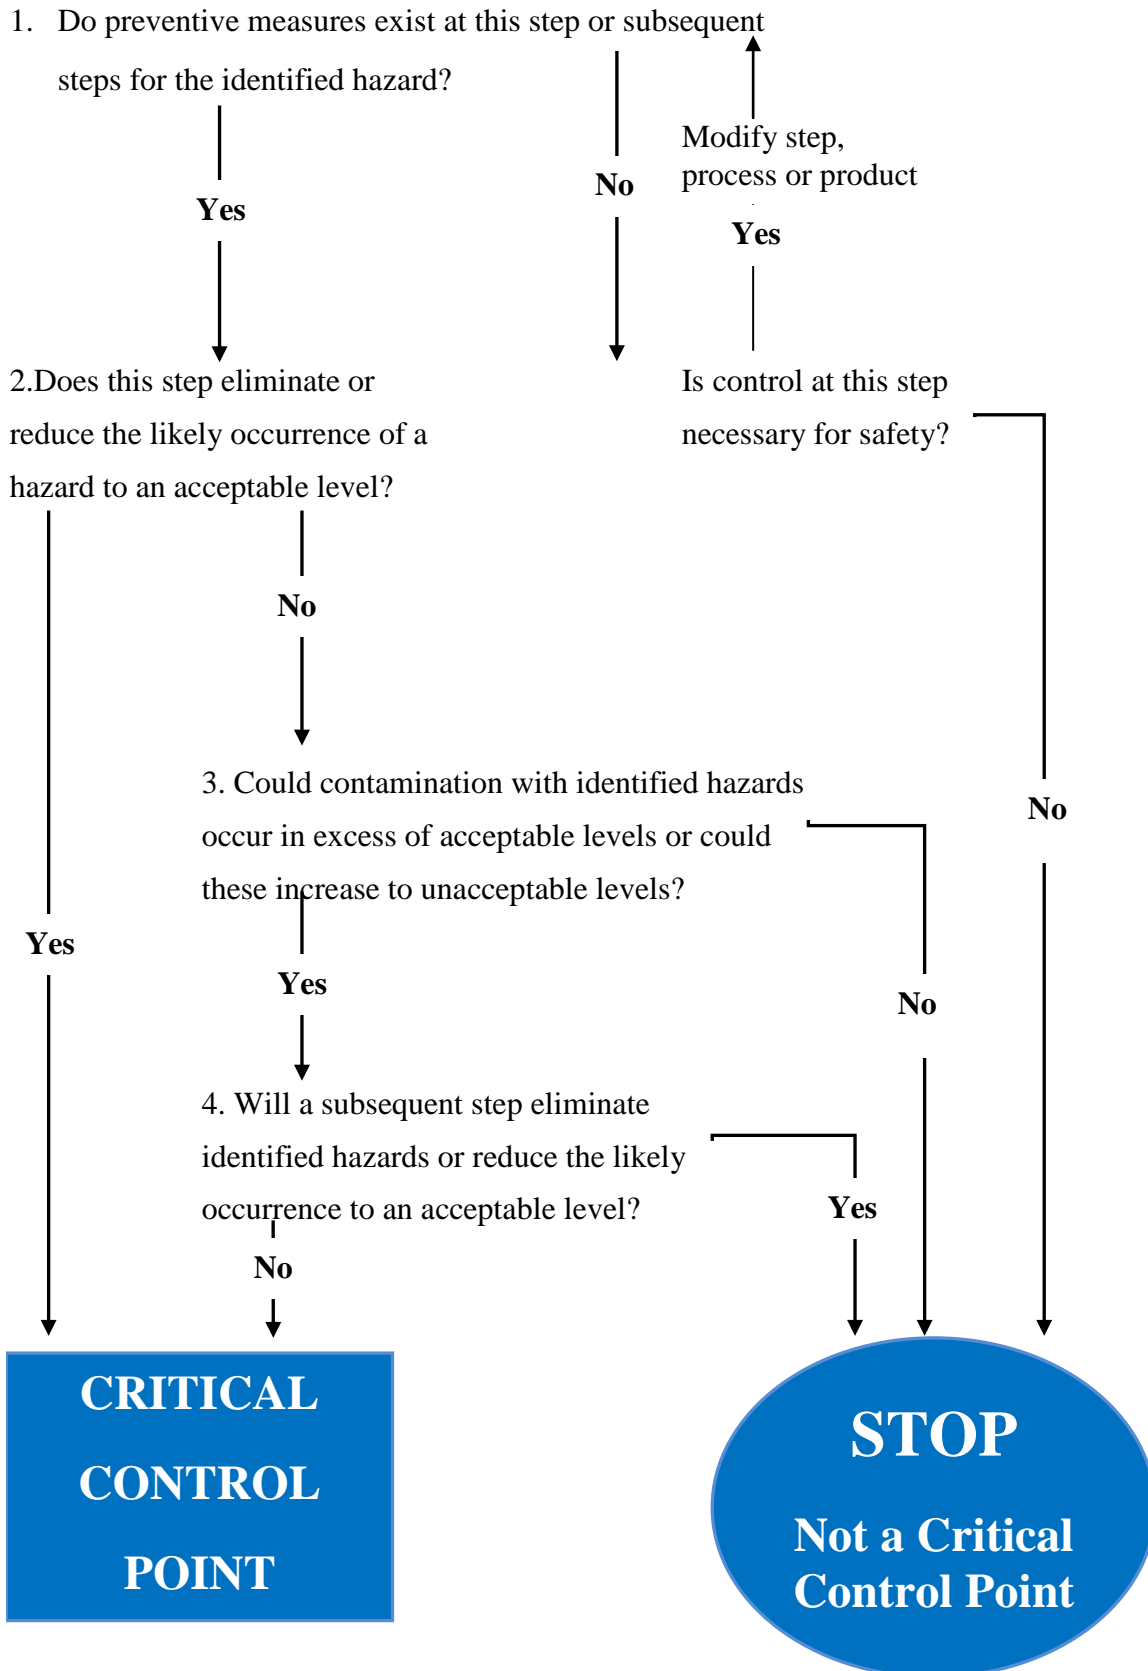 1. Do preventive measures exist at this step or subsequent
steps for the identified hazard?
Modify step,
process or product
No
Yes
Yes
2.Does this step eliminate or
reduce the likely occurrence of a
hazard to an acceptable level?
Is control at this step
necessary for safety?
No
3. Could contamination with identified hazards
occur in excess of acceptable levels or could
these increase to unacceptable levels?
No
Yes
Yes
No
4. Will a subsequent step eliminate
identified hazards or reduce the likely
occurrence to an acceptable level?
Yes
No
CRITICAL
CONTROL
POINT
STOP
Not a Critical
Control Point